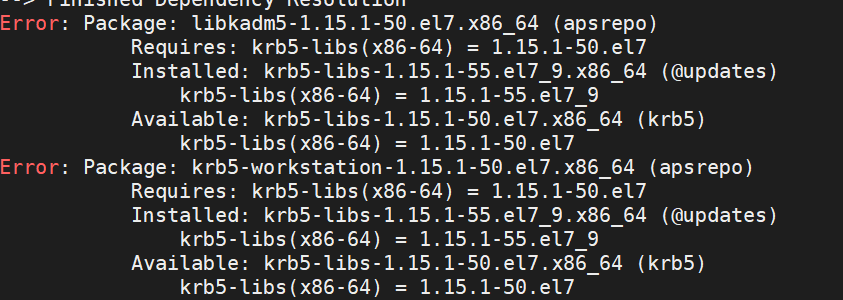 --> Finished Dependency Resolution
Error: Package: libkadm5-1.15.1-50.el7.x86_64 (apsrepo)
Requires: krb5-libs(x86-64) = 1.15.1-50.el7
Installed: krb5-libs-1.15.1-55.el7_9.x86_64 (@updates)
krb5-libs(x86-64) = 1.15.1-55.el7_9
Available: krb5-libs-1.15.1-50.el7.x86_64 (krb5)
krb5-libs(x86-64) = 1.15.1-50.el7
Error: Package: krb5-workstation-1.15.1-50.el7.x86_64 (apsrepo)
Requires: krb5-libs(x86-64) = 1.15.1-50.el7
Installed: krb5-libs-1.15.1-55.el7_9.x86_64 (@updates)
krb5-libs(x86-64) = 1.15.1-55.el7_9
Available: krb5-libs-1.15.1-50.el7.x86_64 (krb5)
krb5-libs(x86-64) = 1.15.1-50.el7